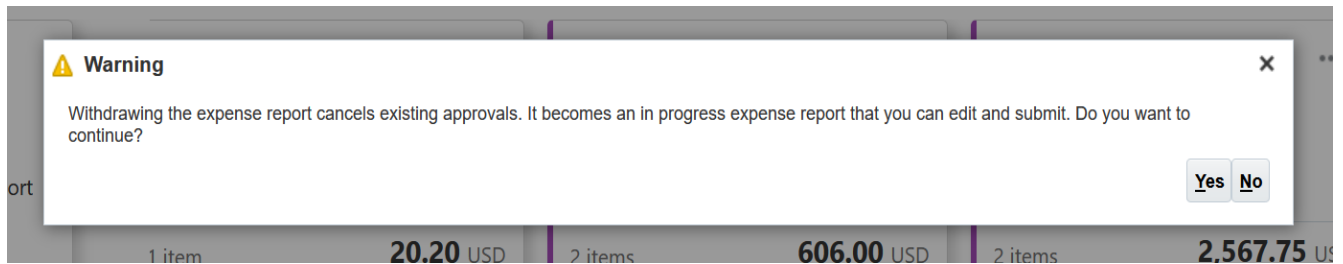 Warning
Withdrawing the expense report cancels existing approvals. It becomes an in progress expense report that you can edit and submit. Do you want to
continue?
Yes No
ort
1 item 20.20 USD 2 items 606.00 USD 2 items 2,567.75 US